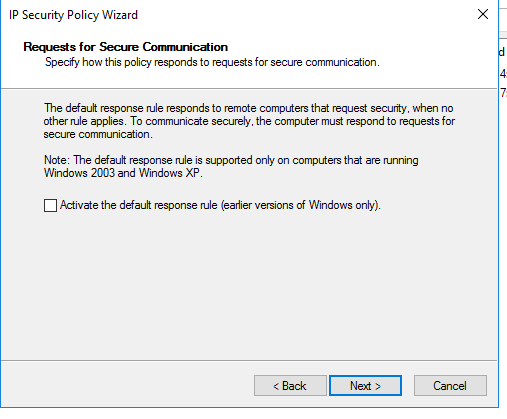 IP Security Policy Wizard
Requests for Secure Communication
Specify how this policy responds to requests for secure communication.
The default response rule responds to remote computers that request security, when no
other rule applies. To communicate securely, the computer must respond to requests for
secure communication.
Note: The default response rule is supported only on computers that are running
Windows 2003 and Windows XP.
Activate the default response rule (earlier versions of Windows only).
< Back
Next >
Cancel